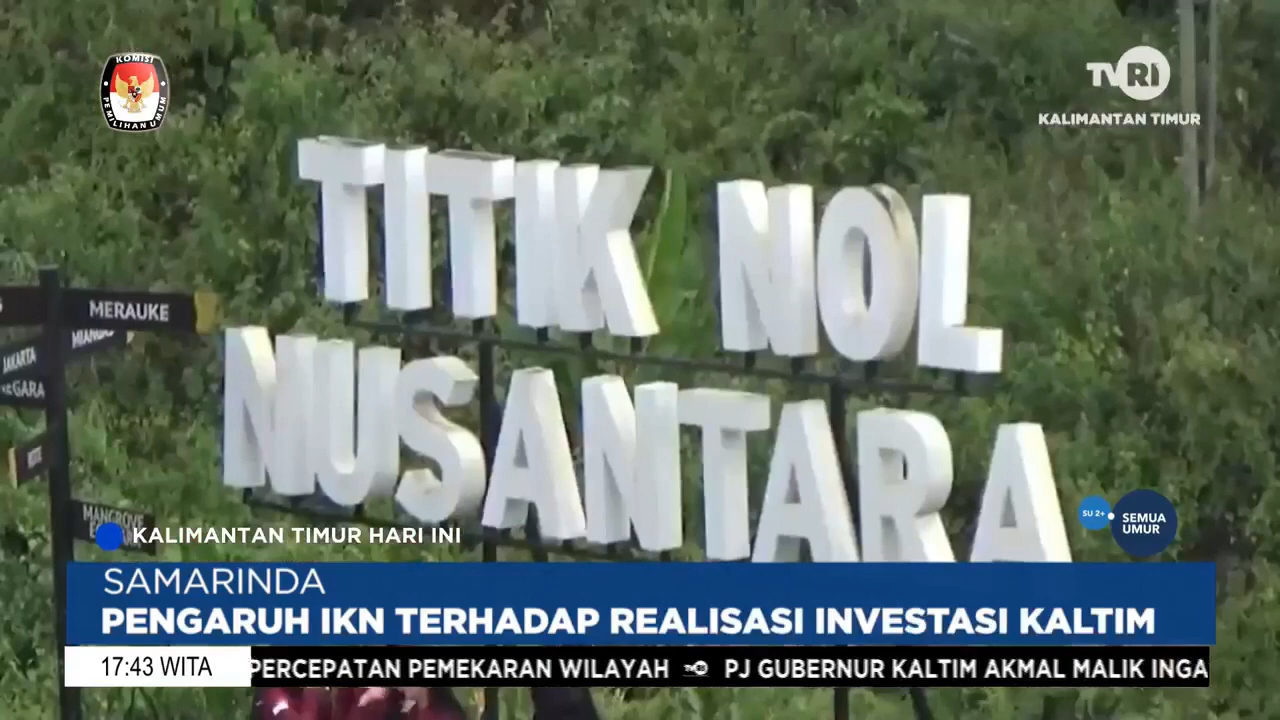 KOMISI
PEMILIHAN UMUM
TVRI
KALIMANTAN TIMUR
TITIK NOL
NUSANTARA
MERAUKE
JAKARTA
MANGROVE
KALIMANTAN TIMUR HARI INI
SU 2+
SEMUA
UMUR
SAMARINDA
PENGARUH IKN TERHADAP REALISASI INVESTASI KALTIM
17:43 WITA
PERCEPATAN PEMEKARAN WILAYAH TVRI PJ GUBERNUR KALTIM AKMAL MALIK INGA